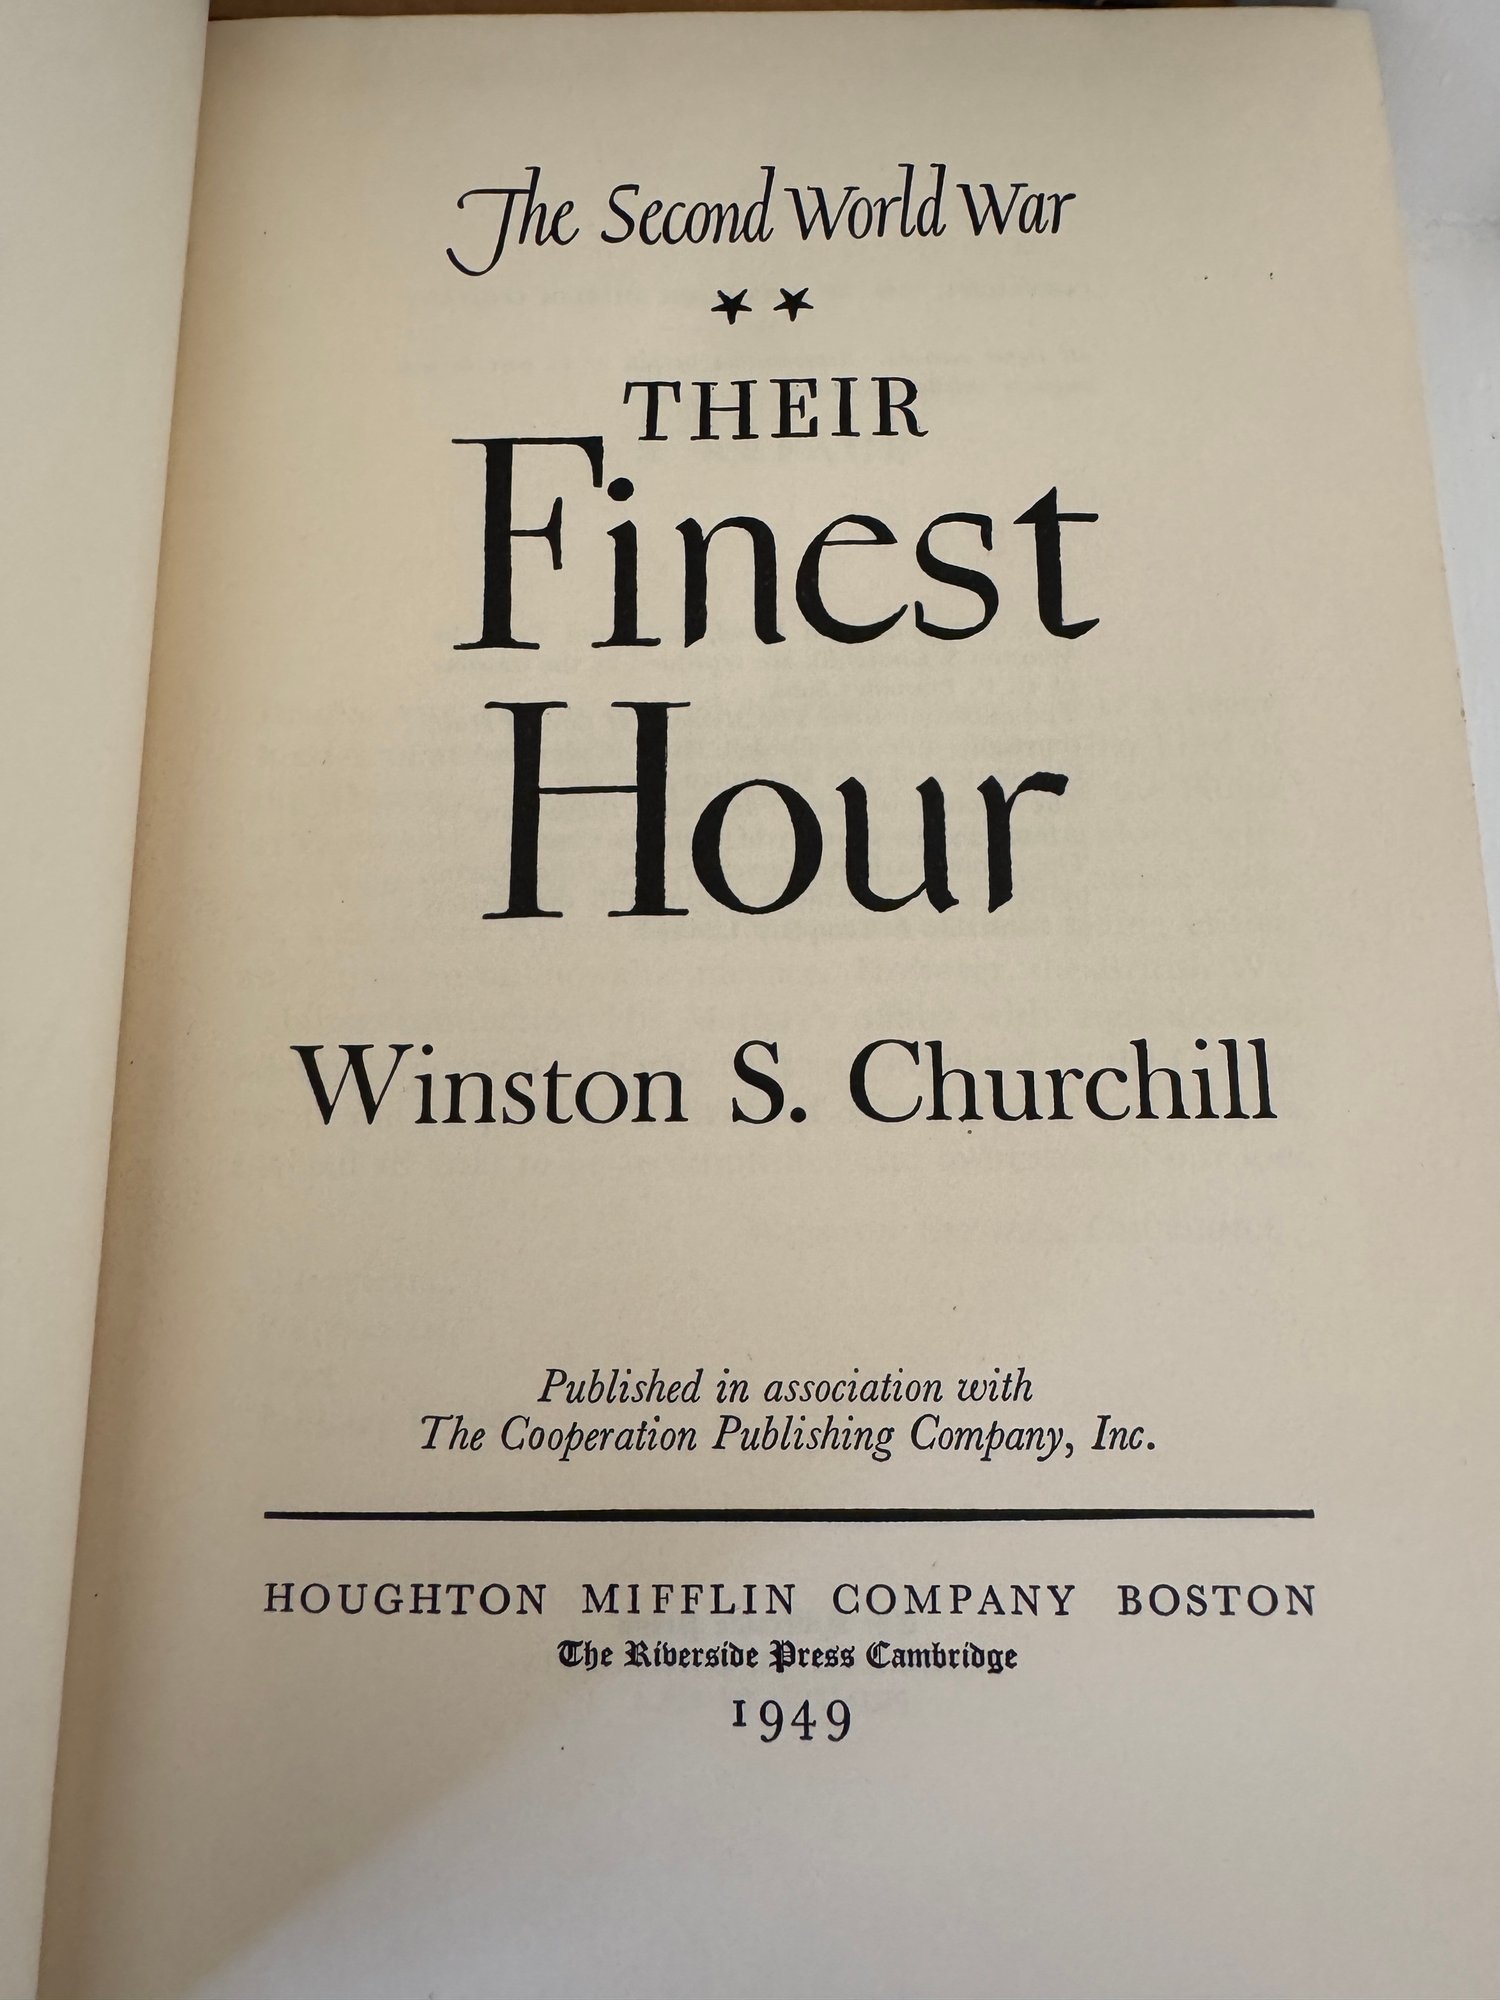 The Second World War
★ ★
THEIR
Finest
Hour
Winston S. Churchill
Published in association with
The Cooperation Publishing Company, Inc.
HOUGHTON MIFFLIN COMPANY BOSTON
The Riverside Press Cambridge
1949